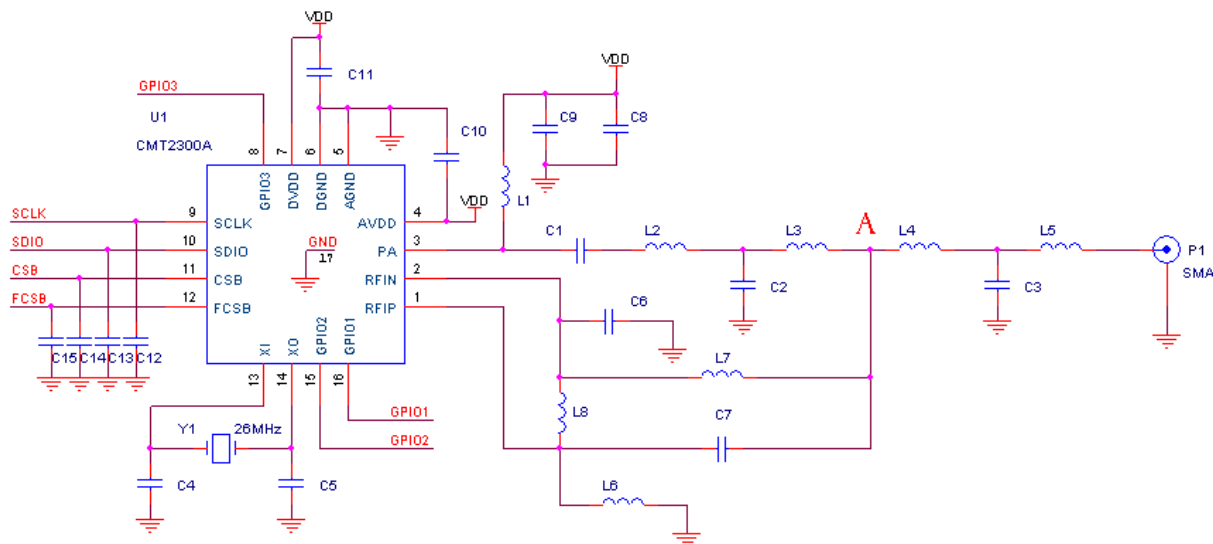 VDD
C11
VDD
GPIO3
U1
CMT2300A
C10
C9
C8
8
7
6
5
GPIO3
DVDD
DGND
AGND
L1
VDD
SCLK
9
SCLK
AVDD
4
SDIO
10
SDIO
GND
17
PA
3
C1
L2
L3
A
L4
L5
P1
SMA
CSB
11
CSB
RFIN
2
C2
C3
FCSB
12
FCSB
RFIP
1
C6
XI
XO
GPIO2
GPIO1
C15
C14
C13
C12
13
14
15
16
L7
L8
C7
GPIO1
Y1
26MHz
GPIO2
C4
C5
L6